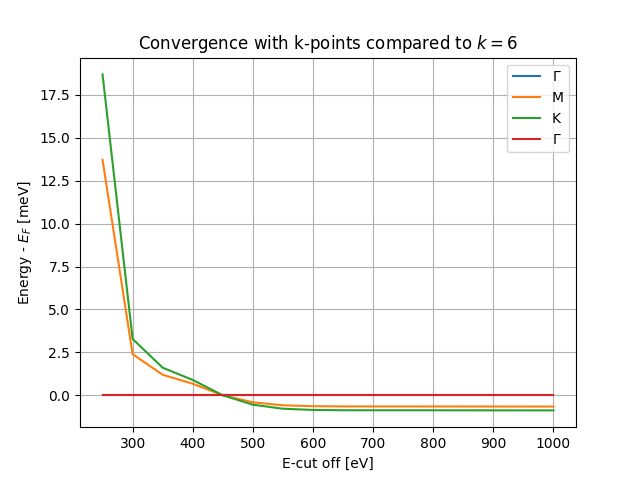 Convergence with k-points compared to k = 6
Γ
M
K
Γ
17.5
15.0
12.5
10.0
7.5
5.0
2.5
0.0
Energy - E_F [meV]
300 400 500 600 700 800 900 1000
E-cut off [eV]